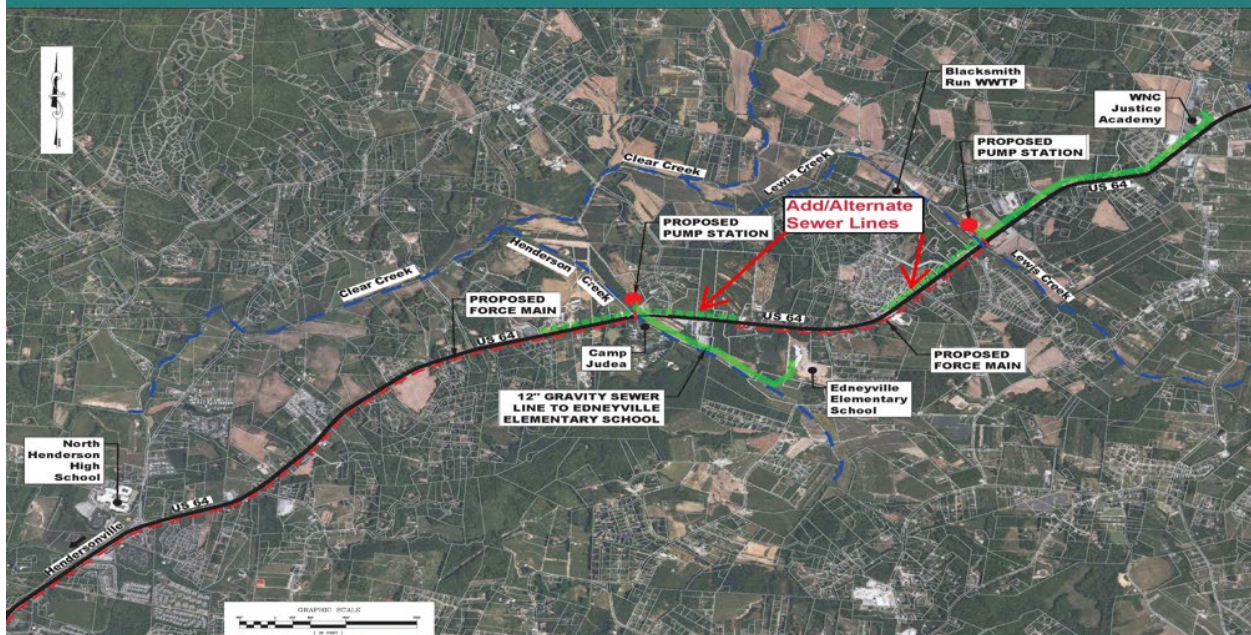 Blacksmith
Run WWTP
WNC
Justice
Academy
PROPOSED
PUMP STATION
Clear Creek
Lewis Creek
US 64
Add/Alternate
Sewer Lines
PROPOSED
PUMP STATION
Henderson Creek
Lewis Creek
Clear Creek
PROPOSED
FORCE MAIN
US 64
US 64
Camp
Judea
PROPOSED
FORCE MAIN
12" GRAVITY SEWER
LINE TO EDNEYVILLE
ELEMENTARY SCHOOL
Edneyville
Elementary
School
North
Henderson
High
School
US 64
Hendersonville
GRAPHIC SCALE